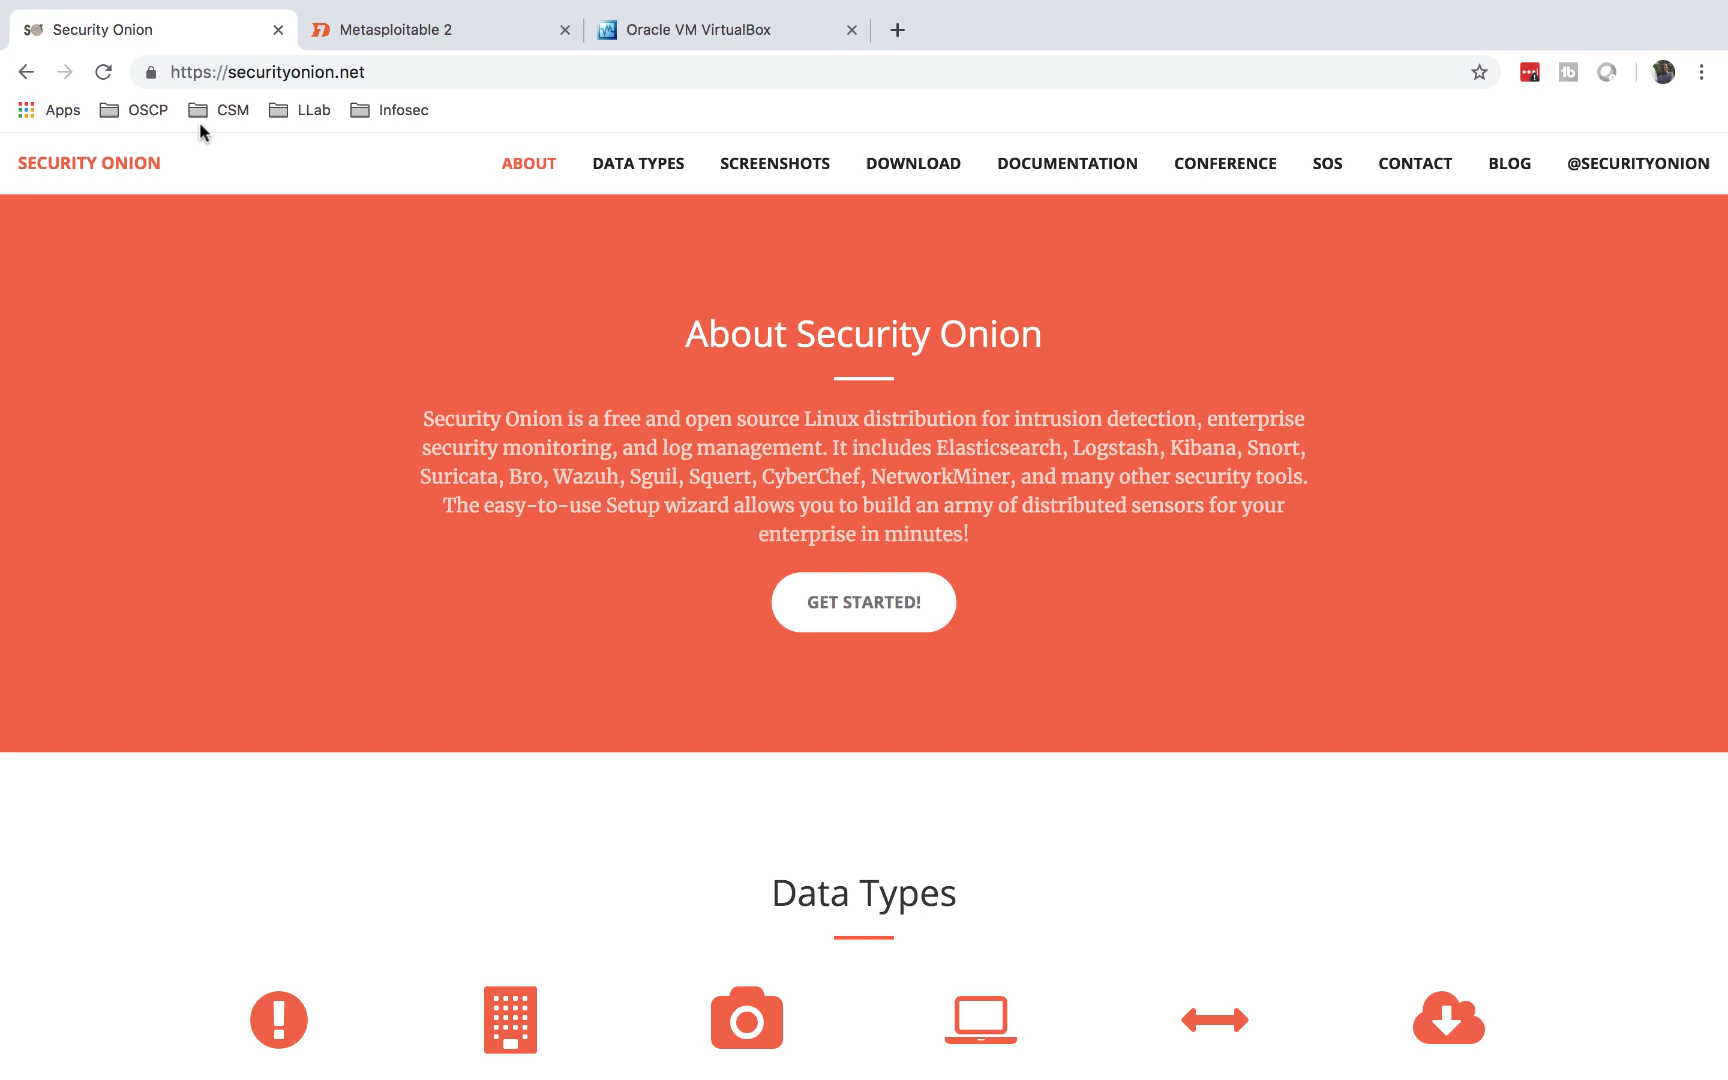 Security Onion
Metasploitable 2
Oracle VM VirtualBox
https://securityonion.net
Apps
OSCP
CSM
LLab
Infosec
SECURITY ONION
ABOUT
DATA TYPES
SCREENSHOTS
DOWNLOAD
DOCUMENTATION
CONFERENCE
SOS
CONTACT
BLOG
@SECURITYONION
About Security Onion
Security Onion is a free and open source Linux distribution for intrusion detection, enterprise
security monitoring, and log management. It includes Elasticsearch, Logstash, Kibana, Snort,
Suricata, Bro, Wazuh, Sguil, Squert, CyberChef, NetworkMiner, and many other security tools.
The easy-to-use Setup wizard allows you to build an army of distributed sensors for your
enterprise in minutes!
GET STARTED!
Data Types